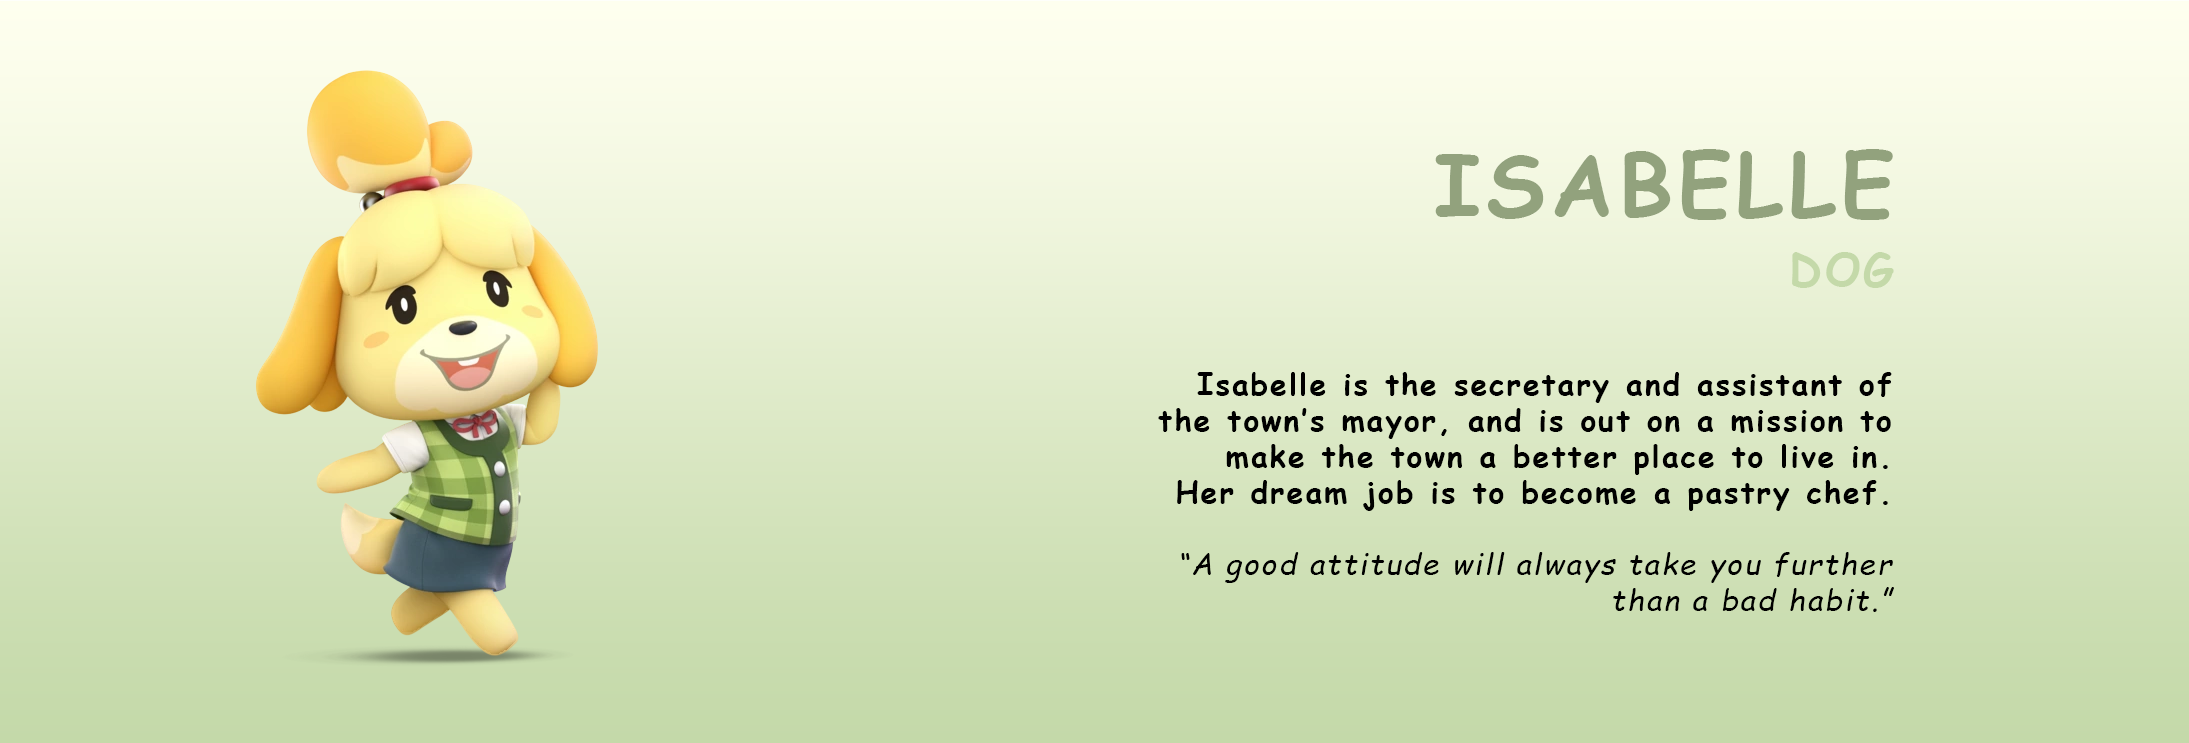 ISABELLE
DOG
Isabelle is the secretary and assistant of
the town's mayor, and is out on a mission to
make the town a better place to live in.
Her dream job is to become a pastry chef.
“A good attitude will always take you further
than a bad habit.”